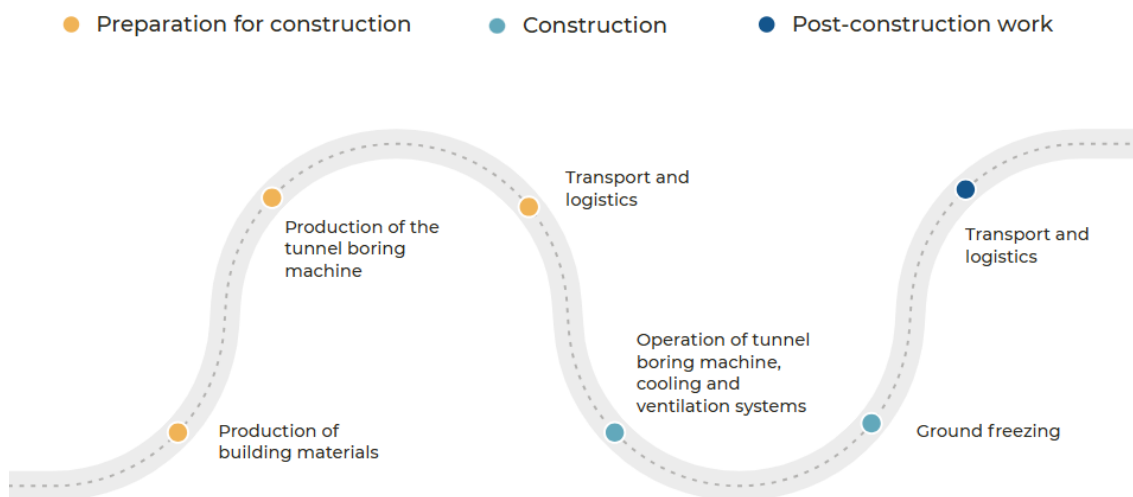 Preparation for construction
Construction
Post-construction work
Production of
building materials
Production of the
tunnel boring
machine
Transport and
logistics
Operation of tunnel
boring machine,
cooling and
ventilation systems
Ground freezing
Transport and
logistics